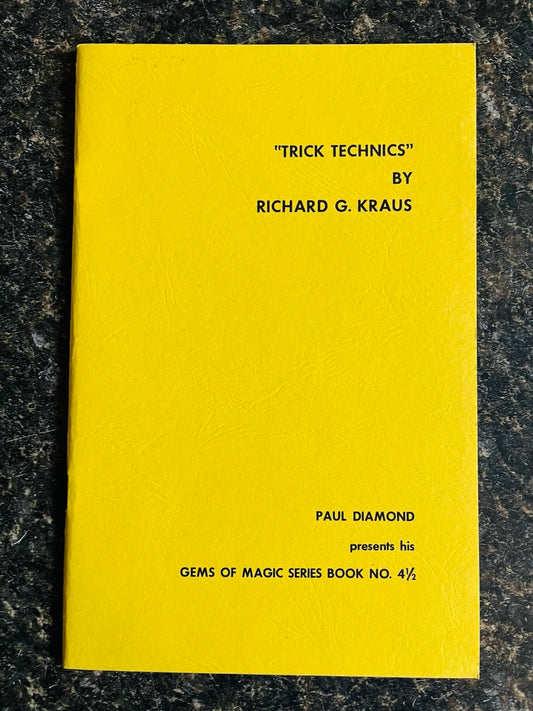 "TRICK TECHNICS"
BY
RICHARD G. KRAUS
PAUL DIAMOND
presents his
GEMS OF MAGIC SERIES BOOK NO. 4½